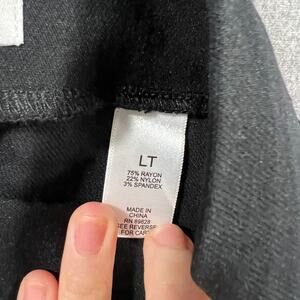 LT
75% RAYON
22% NYLON
3% SPANDEX
MADE IN
CHINA
RN 89828
SEE REVERSE
FOR CARE